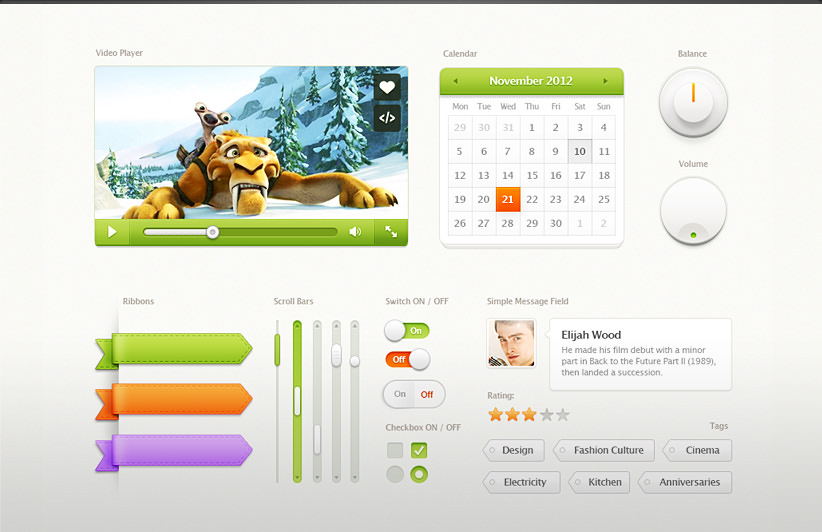 Video Player
Calendar
Balance
</>
November 2012
Mon Tue Wed Thu Fri Sat Sun
29 30 31 1 2 3 4
5 6 7 8 9 10 11
12 13 14 15 16 17 18
19 20 21 22 23 24 25
26 27 28 29 30 1 2
Volume
Ribbons
Scroll Bars
Switch ON / OFF
Simple Message Field
On
Off
On Off
Elijah Wood
He made his film debut with a minor
part in Back to the Future Part II (1989),
then landed a succession.
Rating:
Checkbox ON / OFF
Tags
Design Fashion Culture Cinema
Electricity Kitchen Anniversaries